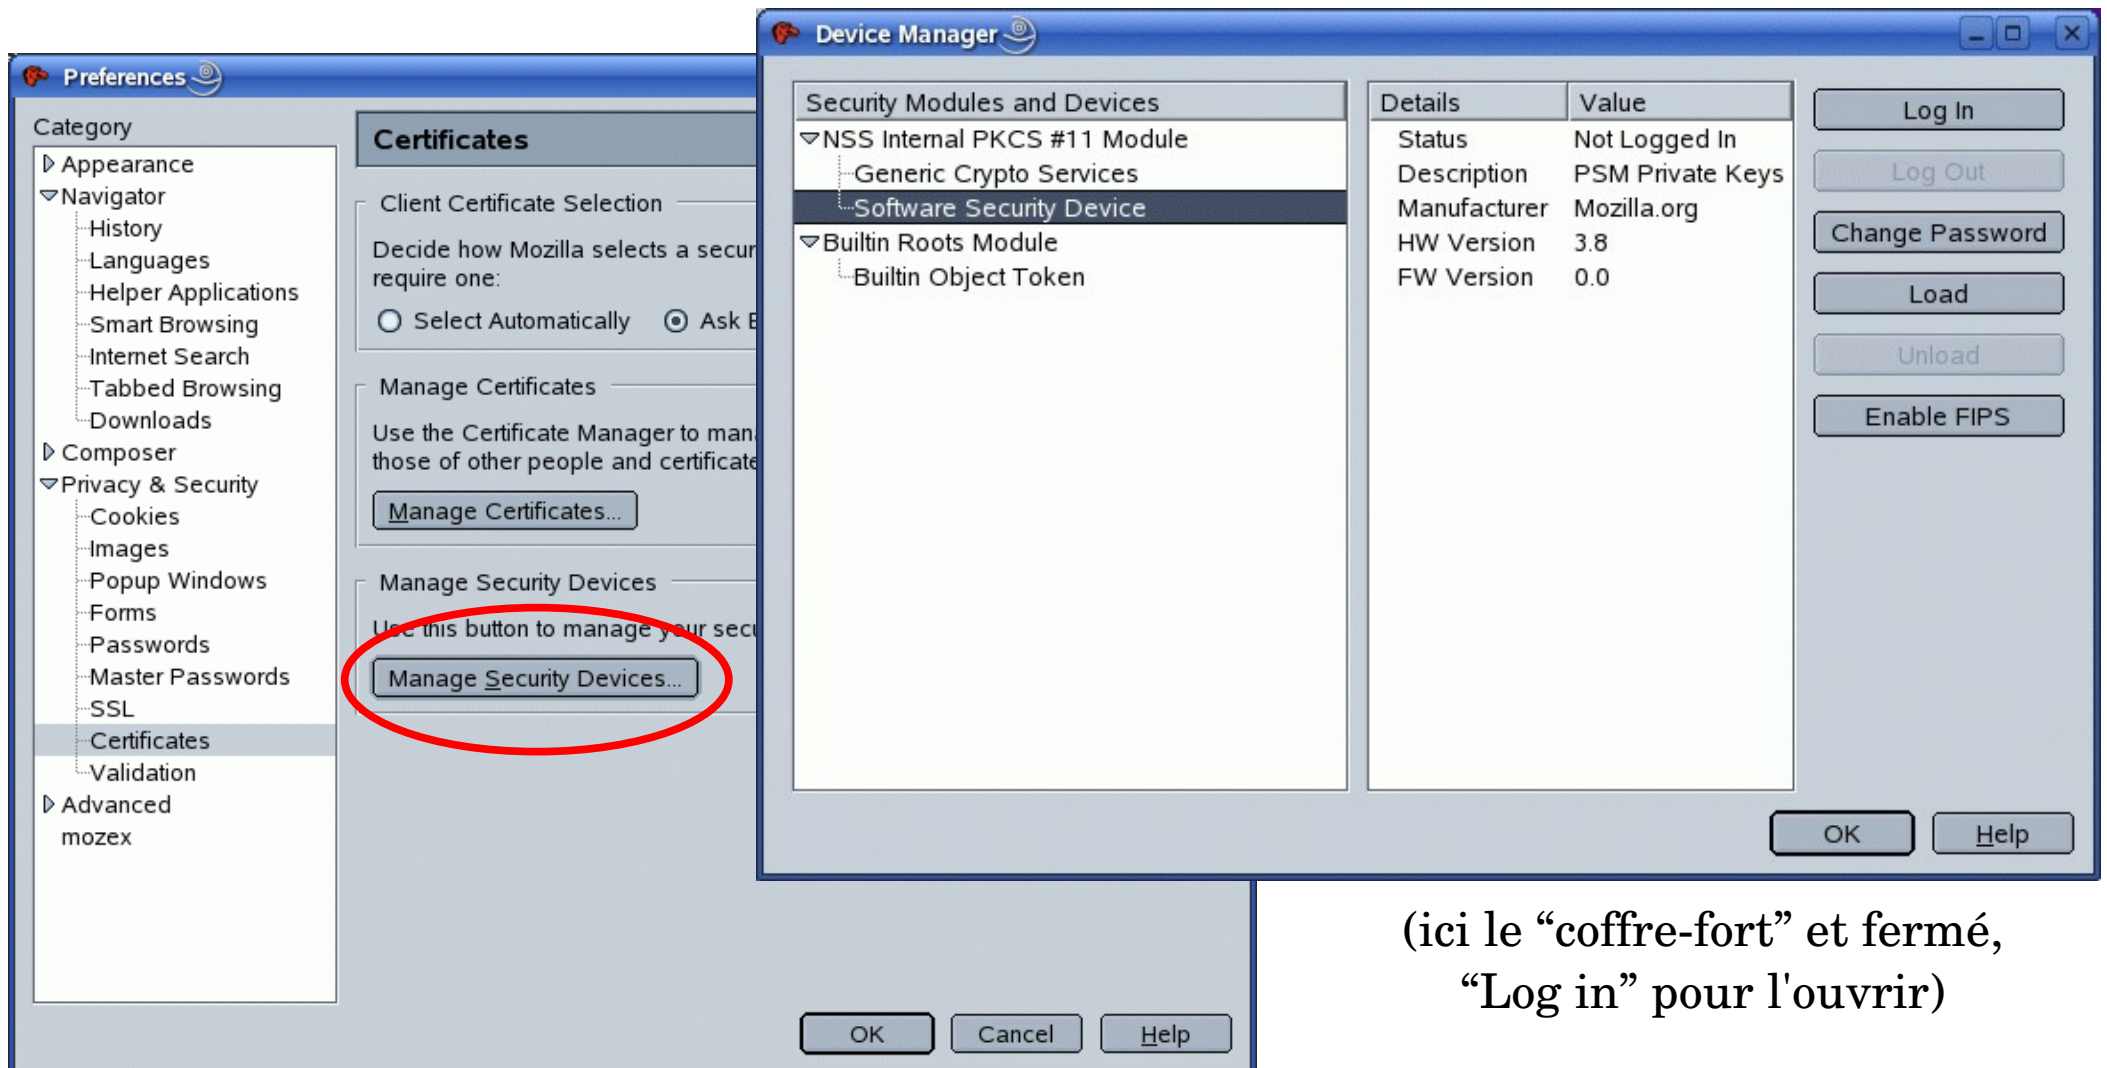 Preferences
Category
Appearance
Navigator
History
Languages
Helper Applications
Smart Browsing
Internet Search
Tabbed Browsing
Downloads
Composer
Privacy & Security
Cookies
Images
Popup Windows
Forms
Passwords
Master Passwords
SSL
Certificates
Validation
Advanced
mozex
Certificates
Client Certificate Selection
Decide how Mozilla selects a secur
require one:
Select Automatically Ask E
Manage Certificates
Use the Certificate Manager to man
those of other people and certificate
Manage Certificates...
Manage Security Devices
Use this button to manage your secu
Manage Security Devices...
OK Cancel Help
Device Manager
Security Modules and Devices
NSS Internal PKCS #11 Module
Generic Crypto Services
Software Security Device
Builtin Roots Module
Builtin Object Token
Details Value
Status Not Logged In
Description PSM Private Keys
Manufacturer Mozilla.org
HW Version 3.8
FW Version 0.0
Log In
Log Out
Change Password
Load
Unload
Enable FIPS
OK Help
(ici le “coffre-fort” et fermé,
“Log in” pour l'ouvrir)